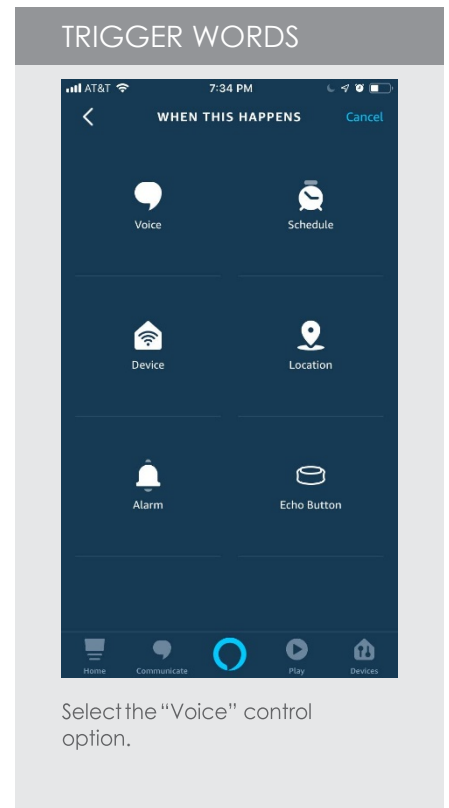 TRIGGER WORDS
AT&T 7:34 PM
WHEN THIS HAPPENS Cancel
Voice Schedule
Device Location
Alarm Echo Button
Home Communicate Play Devices
Select the “Voice” control
option.